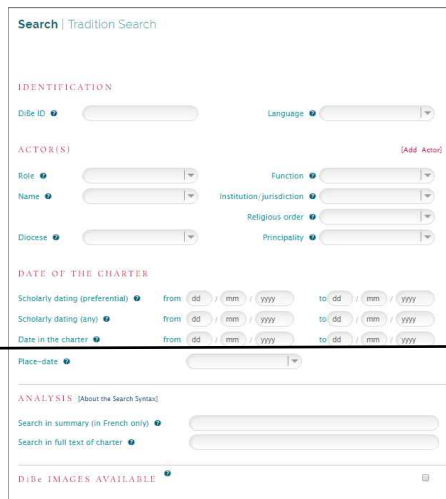 Search | Tradition Search
IDENTIFICATION
DiBe ID ? Language ?
ACTOR(S) [Add Actor]
Role ? Function ?
Name ? Institution/jurisdiction ?
Religious order ?
Diocese ? Principality ?
DATE OF THE CHARTER
Scholarly dating (preferential) ? from dd / mm / yyyy to dd / mm / yyyy
Scholarly dating (any) ? from dd / mm / yyyy to dd / mm / yyyy
Date in the charter ? from dd / mm / yyyy to dd / mm / yyyy
Place-date ?
ANALYSIS [About the Search Syntax]
Search in summary (in French only) ?
Search in full text of charter ?
DiBe IMAGES AVAILABLE ?